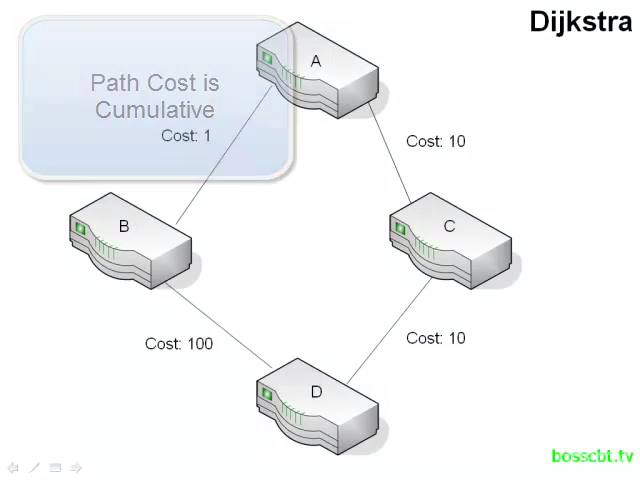 Dijkstra
Path Cost is
Cumulative
A
Cost: 1
Cost: 10
B
C
Cost: 100
Cost: 10
D
bosscbt.tv